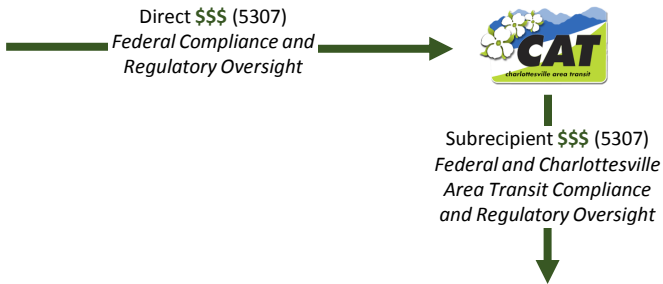 Direct $$$ (5307)
Federal Compliance and
Regulatory Oversight
CAT
charlottesville area transit
Subrecipient $$$ (5307)
Federal and Charlottesville
Area Transit Compliance
and Regulatory Oversight